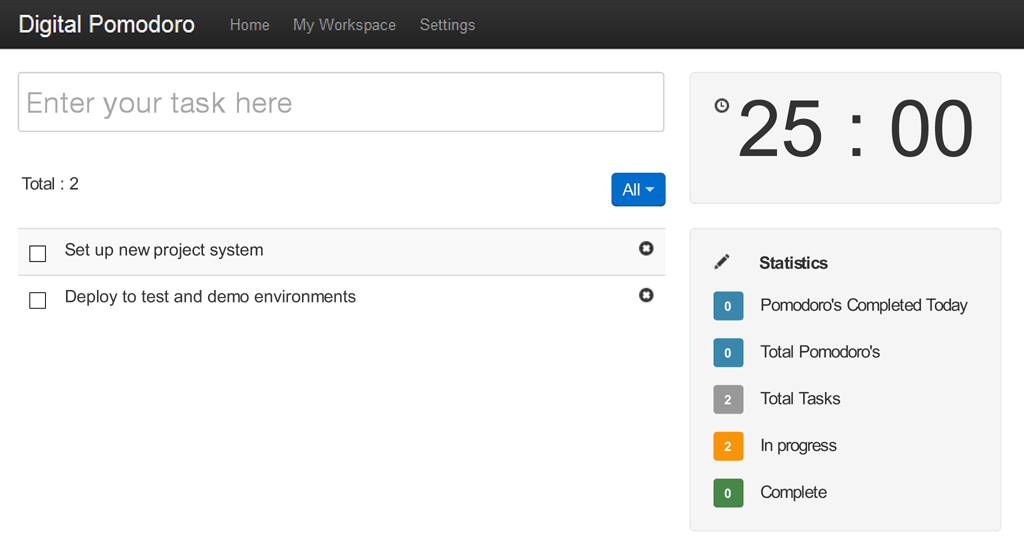 Digital Pomodoro Home My Workspace Settings
Enter your task here
25 : 00
Total : 2
All
Set up new project system
Deploy to test and demo environments
Statistics
0 Pomodoro's Completed Today
0 Total Pomodoro's
2 Total Tasks
2 In progress
0 Complete